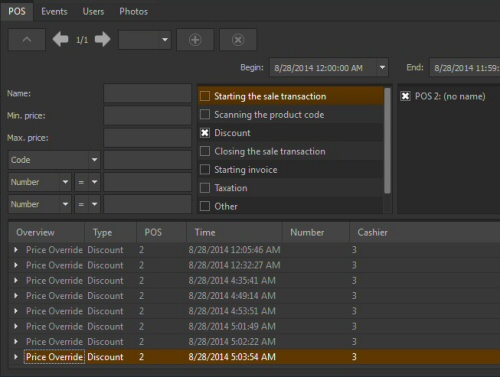 POS Events Users Photos
1/1
Begin: 8/28/2014 12:00:00 AM End: 8/28/2014 11:59:
Name:
Min. price:
Max. price:
Code
Number =
Number =
Starting the sale transaction
Scanning the product code
Discount
Closing the sale transaction
Starting invoice
Taxation
Other
POS 2: (no name)
Overview Type POS Time Number Cashier
Price Override Discount 2 8/28/2014 12:05:46 AM 3
Price Override Discount 2 8/28/2014 12:32:27 AM 3
Price Override Discount 2 8/28/2014 4:35:41 AM 3
Price Override Discount 2 8/28/2014 4:49:14 AM 3
Price Override Discount 2 8/28/2014 4:53:51 AM 3
Price Override Discount 2 8/28/2014 5:01:49 AM 3
Price Override Discount 2 8/28/2014 5:02:22 AM 3
Price Override Discount 2 8/28/2014 5:03:54 AM 3